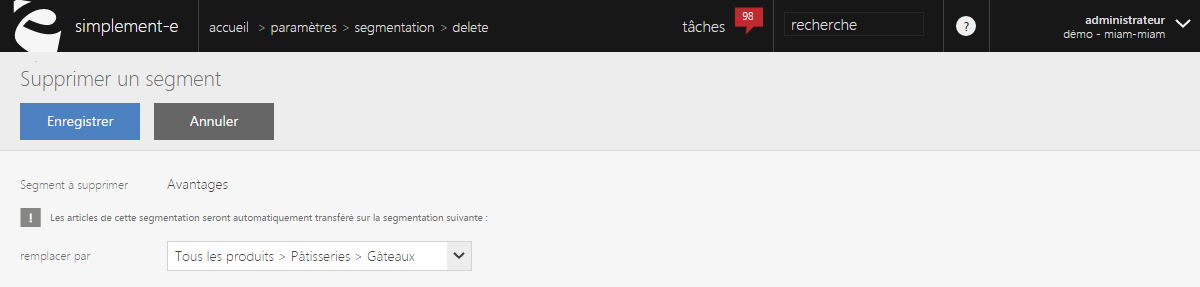 simplement-e
accueil > paramètres > segmentation > delete
tâches 98
recherche
?
administrateur
démo - miam-miam
Supprimer un segment
Enregistrer Annuler
Segment à supprimer Avantages
! Les articles de cette segmentation seront automatiquement transféré sur la segmentation suivante :
remplacer par Tous les produits > Pâtisseries > Gâteaux